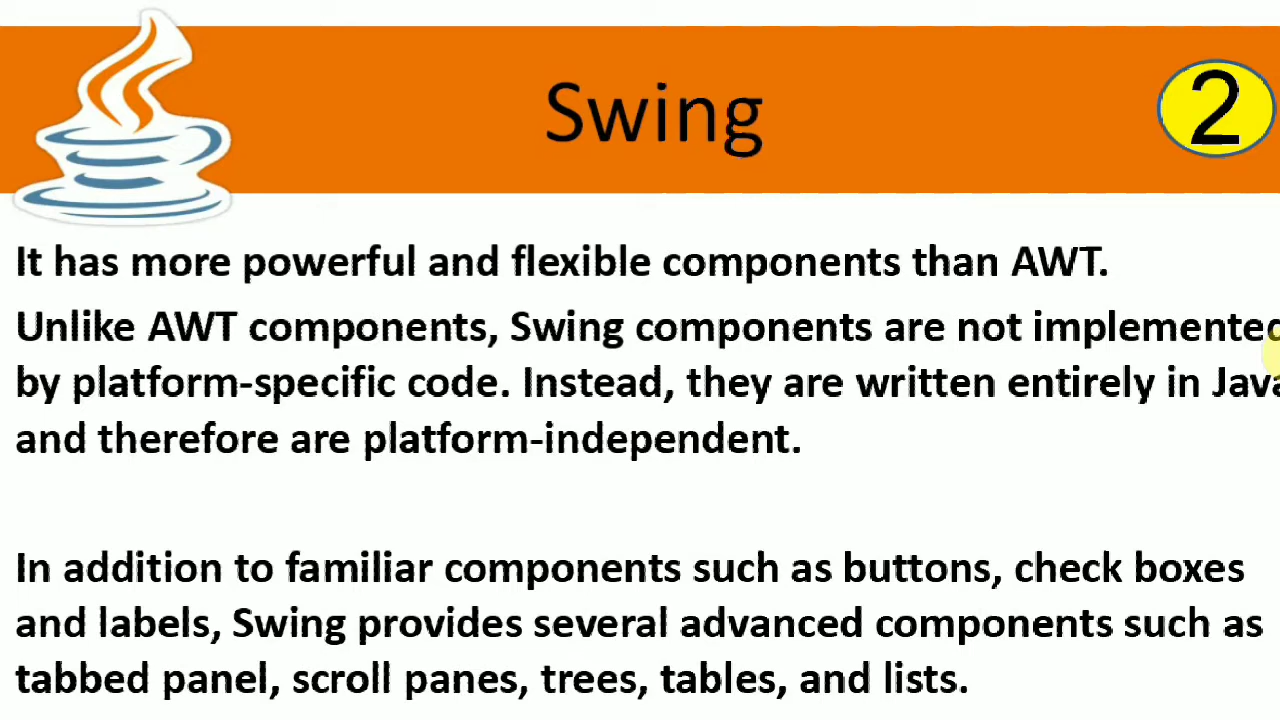 Swing
2
It has more powerful and flexible components than AWT.
Unlike AWT components, Swing components are not implemented
by platform-specific code. Instead, they are written entirely in Java
and therefore are platform-independent.
In addition to familiar components such as buttons, check boxes
and labels, Swing provides several advanced components such as
tabbed panel, scroll panes, trees, tables, and lists.